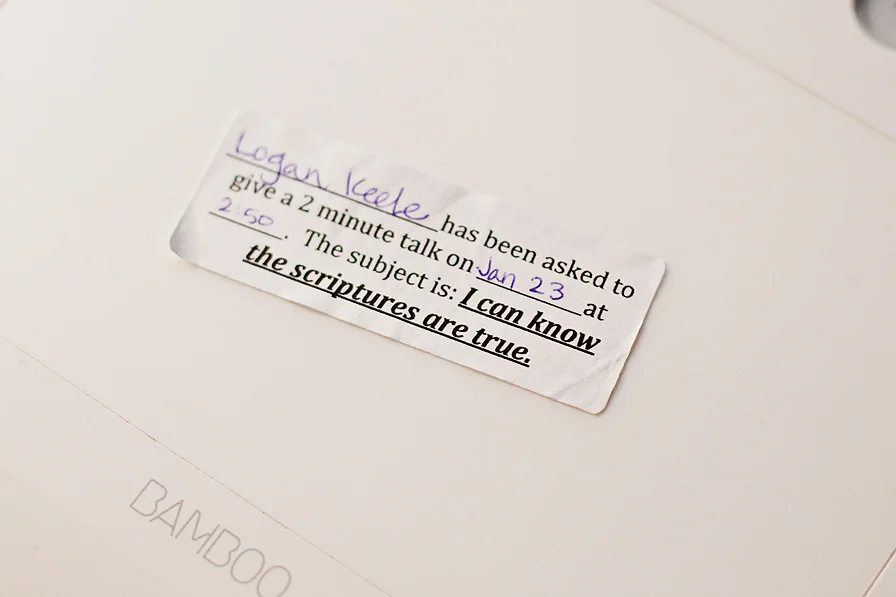 Logan Keele has been asked to
give a 2 minute talk on Jan 23 at
2:50. The subject is: I can know
the scriptures are true.
BAMBOO